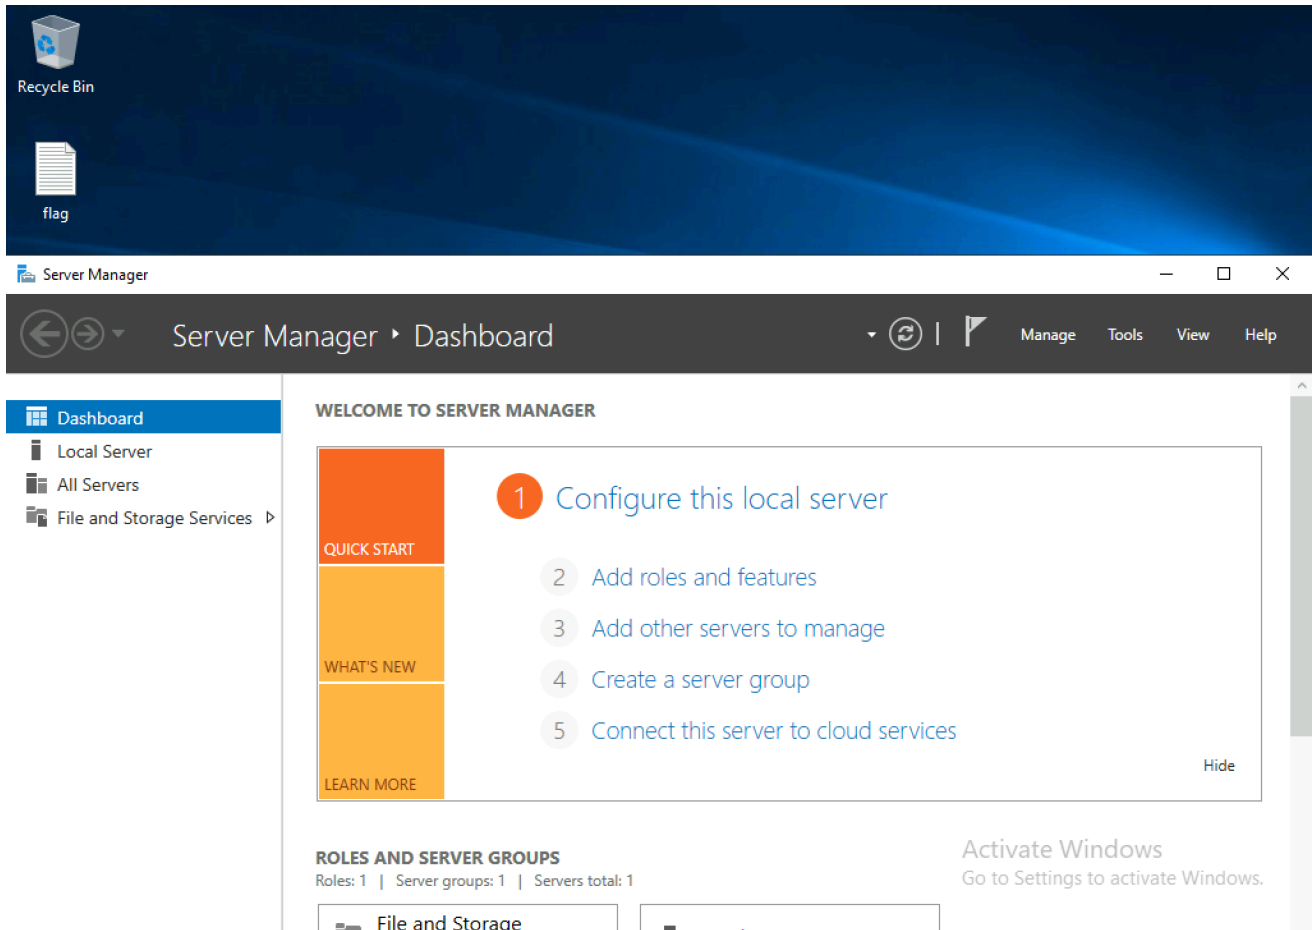 Recycle Bin
flag
Server Manager
Server Manager ‣ Dashboard
Manage Tools View Help
Dashboard
Local Server
All Servers
File and Storage Services
WELCOME TO SERVER MANAGER
QUICK START
WHAT'S NEW
LEARN MORE
1 Configure this local server
2 Add roles and features
3 Add other servers to manage
4 Create a server group
5 Connect this server to cloud services
Hide
ROLES AND SERVER GROUPS
Roles: 1 | Server groups: 1 | Servers total: 1
Activate Windows
Go to Settings to activate Windows.
File and Storage